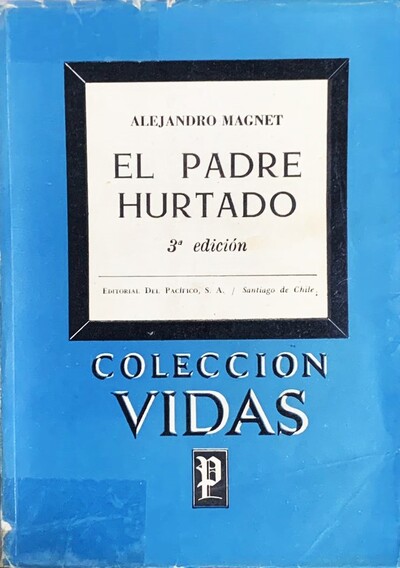 ALEJANDRO MAGNET
EL PADRE
HURTADO
3ª edición
EDITORIAL DEL PACÍFICO, S. A. / Santiago de Chile
COLECCION
VIDAS
P